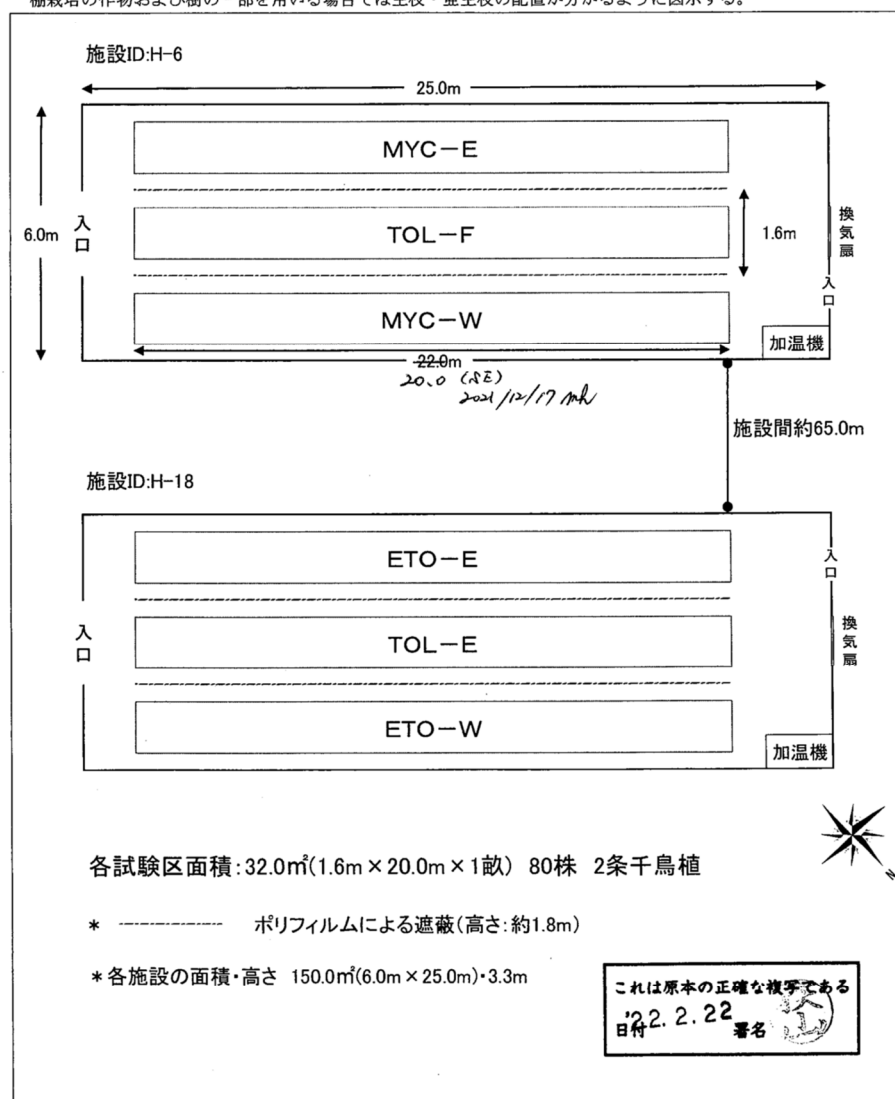 棚栽培の作物および樹の一部を用いる場合では主枝・亜主枝の配置が分かるように図示する。
施設ID:H-6
25.0m
MYC-E
6.0m
入口
TOL-F
1.6m
換気扇
入口
MYC-W
加温機
22.0m
20.0 (SE)
2021/12/17 mh
施設間約65.0m
施設ID:H-18
ETO-E
入口
入口
TOL-E
換気扇
ETO-W
加温機
N
各試験区面積:32.0㎡(1.6m×20.0m×1畝) 80株 2条千鳥植
* ポリフィルムによる遮蔽(高さ:約1.8m)
*各施設の面積・高さ 150.0㎡(6.0m×25.0m)・3.3m
これは原本の正確な複写である
日付 '22.2.22 署名